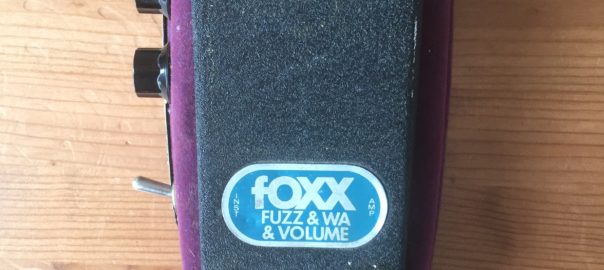 foxx
FUZZ & WA
& VOLUME
INST
AMP